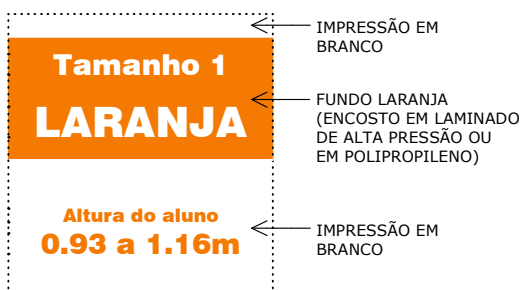 IMPRESSÃO EM
BRANCO
Tamanho 1
LARANJA
FUNDO LARANJA
(ENCOSTO EM LAMINADO
DE ALTA PRESSÃO OU
EM POLIPROPILENO)
Altura do aluno
0.93 a 1.16m
IMPRESSÃO EM
BRANCO